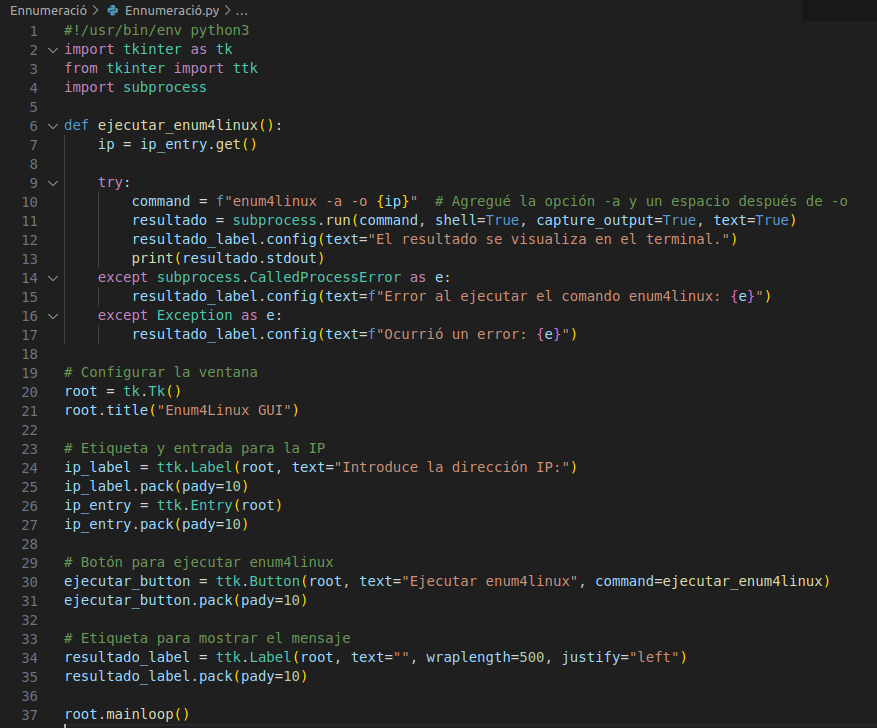 Ennumeració > Ennumeració.py > ...
1 #!/usr/bin/env python3
2 import tkinter as tk
3 from tkinter import ttk
4 import subprocess
5
6 def ejecutar_enum4linux():
7     ip = ip_entry.get()
8
9     try:
10         command = f"enum4linux -a -o {ip}"  # Agregué la opción -a y un espacio después de -o
11         resultado = subprocess.run(command, shell=True, capture_output=True, text=True)
12         resultado_label.config(text="El resultado se visualiza en el terminal.")
13         print(resultado.stdout)
14     except subprocess.CalledProcessError as e:
15         resultado_label.config(text=f"Error al ejecutar el comando enum4linux: {e}")
16     except Exception as e:
17         resultado_label.config(text=f"Ocurrió un error: {e}")
18
19 # Configurar la ventana
20 root = tk.Tk()
21 root.title("Enum4Linux GUI")
22
23 # Etiqueta y entrada para la IP
24 ip_label = ttk.Label(root, text="Introduce la dirección IP:")
25 ip_label.pack(pady=10)
26 ip_entry = ttk.Entry(root)
27 ip_entry.pack(pady=10)
28
29 # Botón para ejecutar enum4linux
30 ejecutar_button = ttk.Button(root, text="Ejecutar enum4linux", command=ejecutar_enum4linux)
31 ejecutar_button.pack(pady=10)
32
33 # Etiqueta para mostrar el mensaje
34 resultado_label = ttk.Label(root, text="", wraplength=500, justify="left")
35 resultado_label.pack(pady=10)
36
37 root.mainloop()